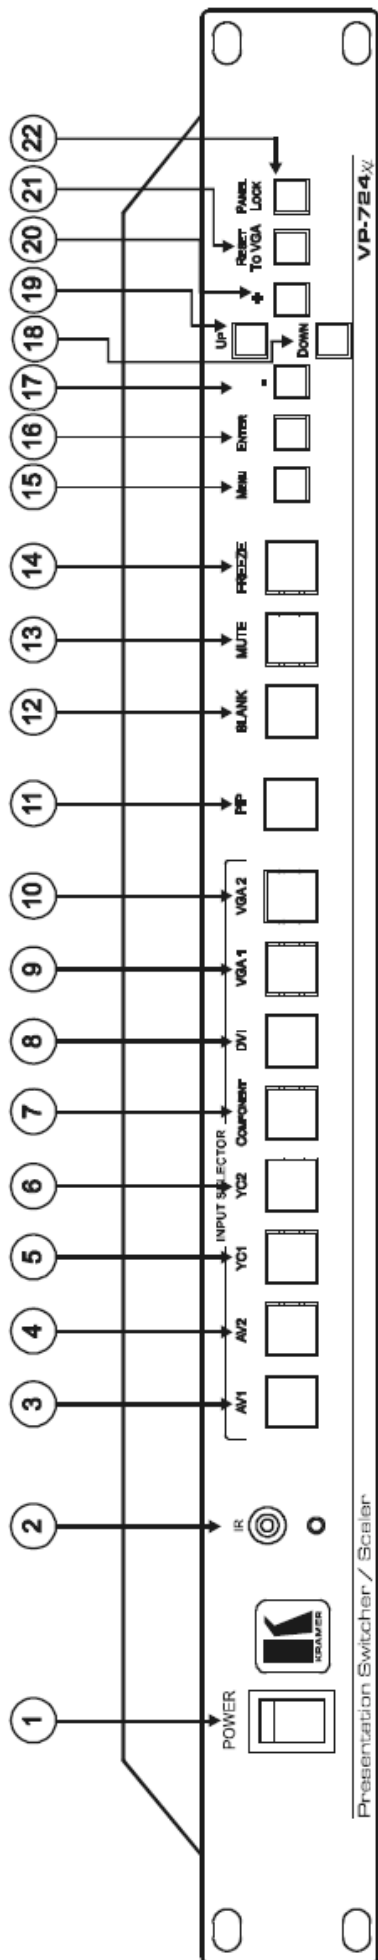 1 2 3 4 5 6 7 8 9 10 11 12 13 14 15 16 17 18 19 20 21 22
POWER
IR
INPUT SELECTOR
AV1 AV2 YC1 YC2 COMPONENT DVI VGA 1 VGA 2
PIP
BLANK MUTE FREEZE
MENU ENTER - UP DOWN + RESET TO VGA PANEL LOCK
KRAMER
Presentation Switcher / Scaler
VP-724xl